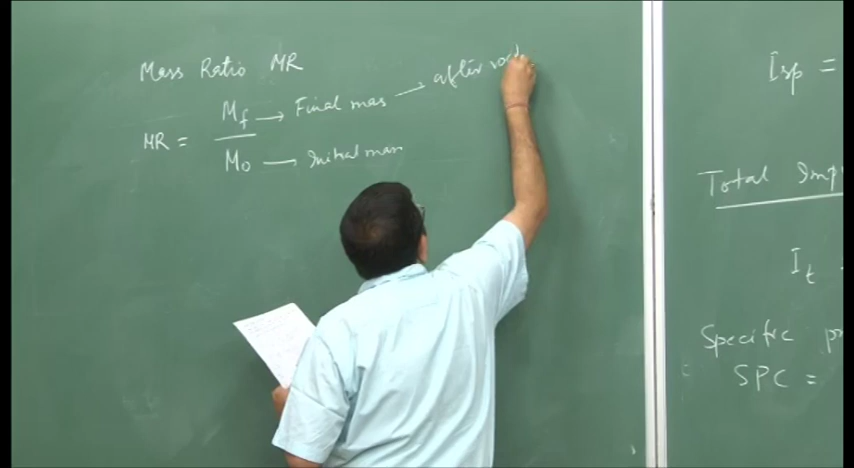 Mass Ratio MR
MR = Mf → Final mass → after
M0 → Initial mass
Isp =
Total Imp
It
Specific
SPC =